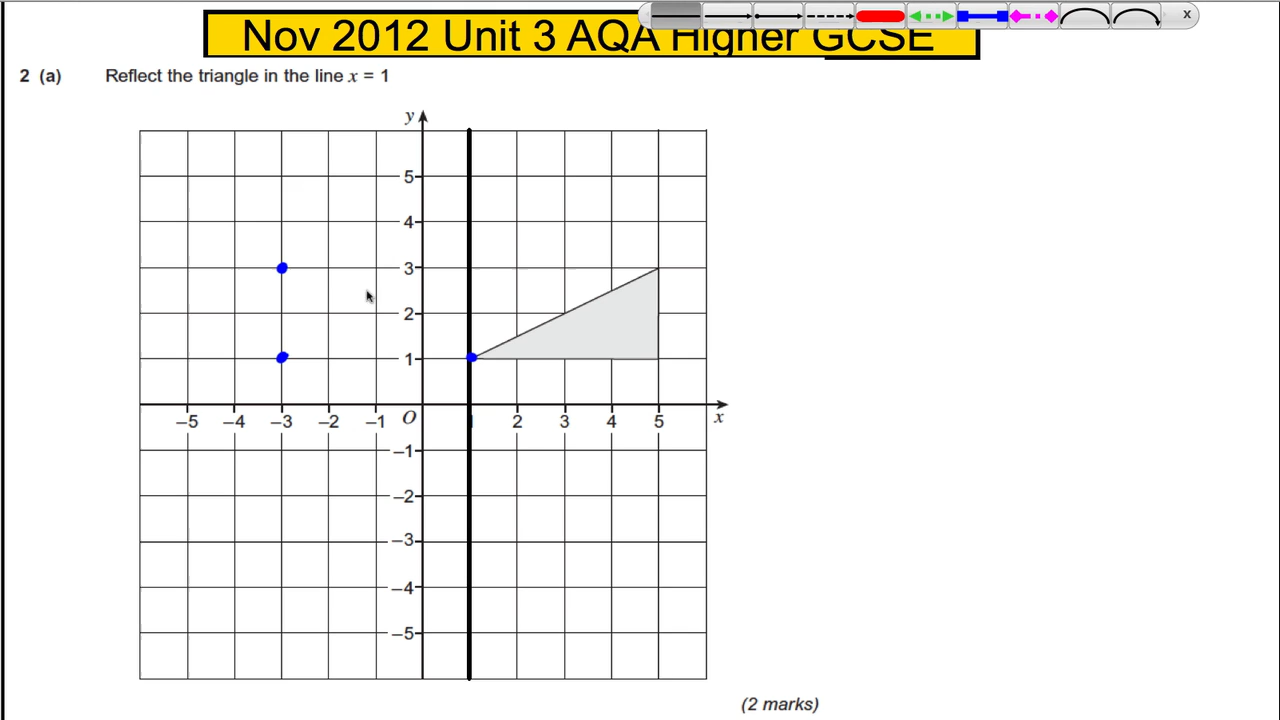 Nov 2012 Unit 3 AQA Higher GCSE
x
2 (a) Reflect the triangle in the line x = 1
y
5
4
3
2
1
–5 –4 –3 –2 –1 O 2 3 4 5 x
–1
–2
–3
–4
–5
(2 marks)